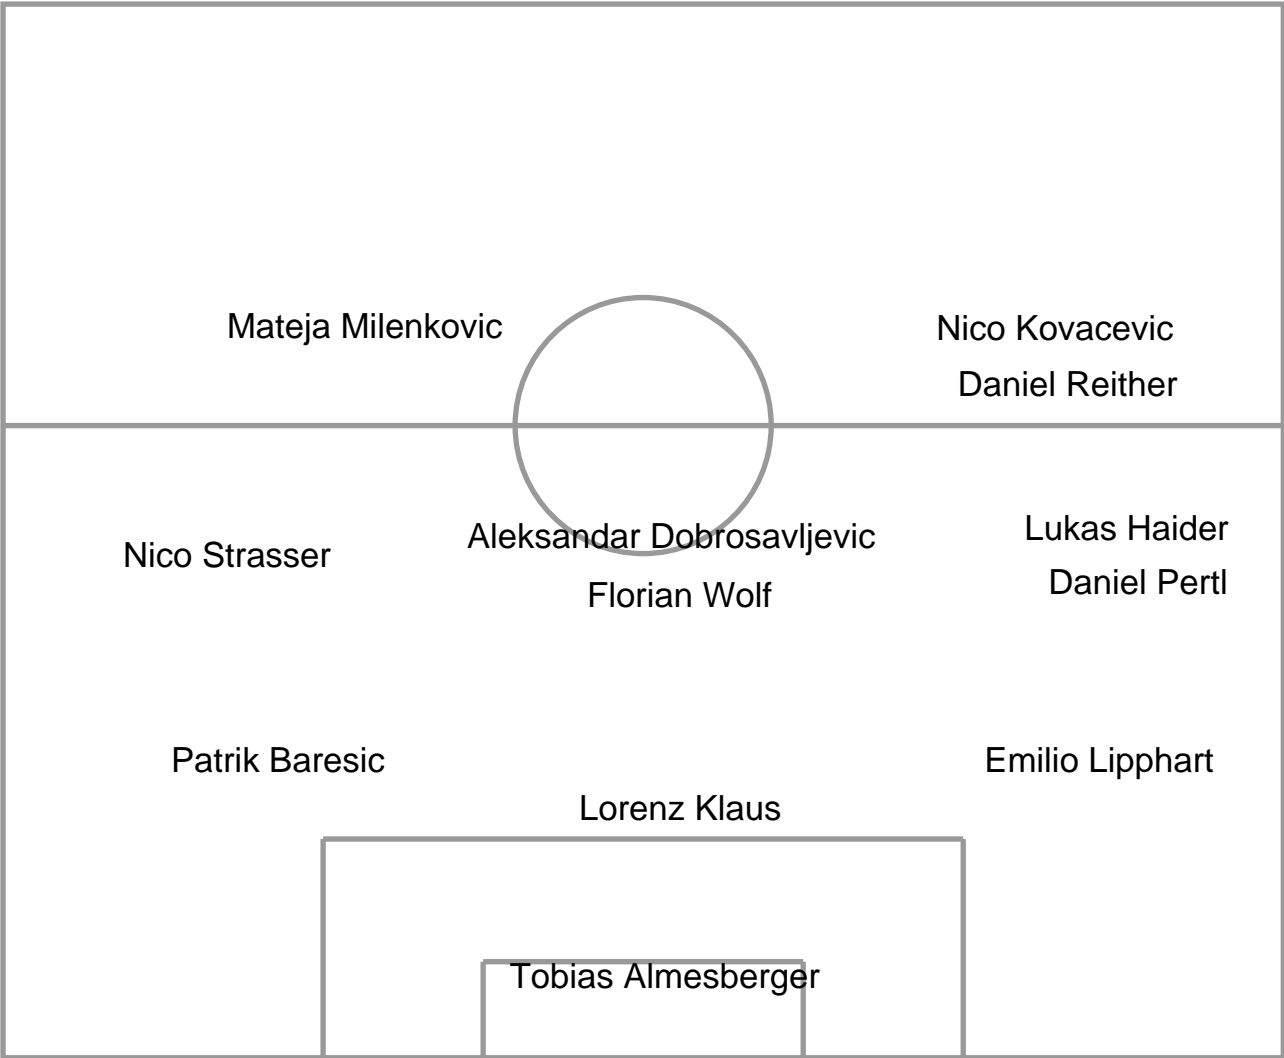 Mateja Milenkovic
Nico Kovacevic
Daniel Reither
Lukas Haider
Aleksandar Dobrosavljevic
Nico Strasser
Daniel Pertl
Florian Wolf
Patrik Baresic
Emilio Lipphart
Lorenz Klaus
Tobias Almesberger